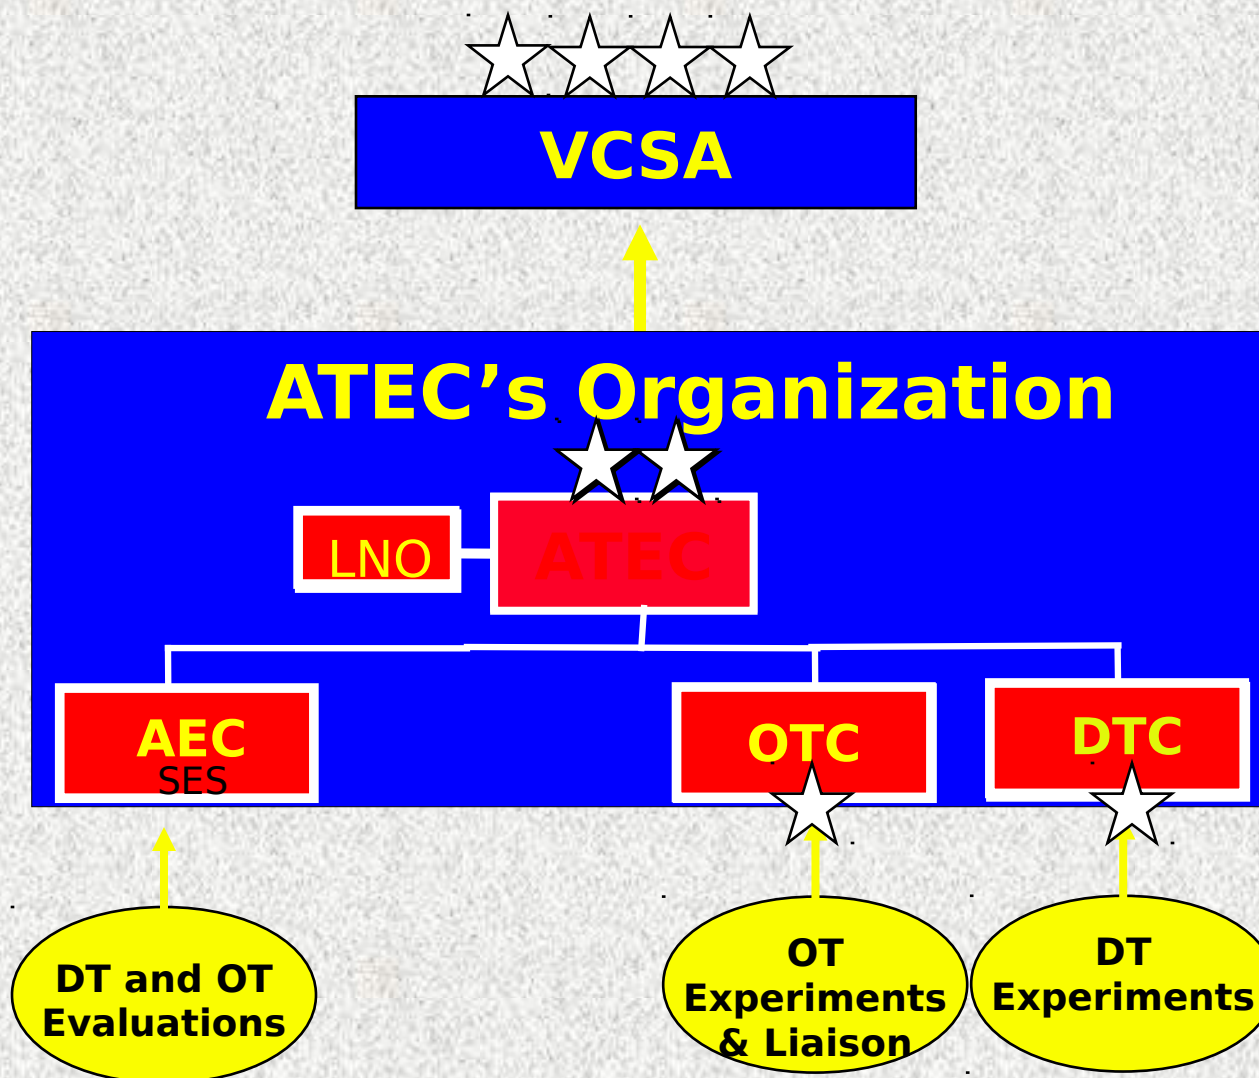 VCSA
ATEC’s Organization
LNO
ATEC
AEC
SES
OTC
DTC
DT and OT
Evaluations
OT
Experiments
& Liaison
DT
Experiments